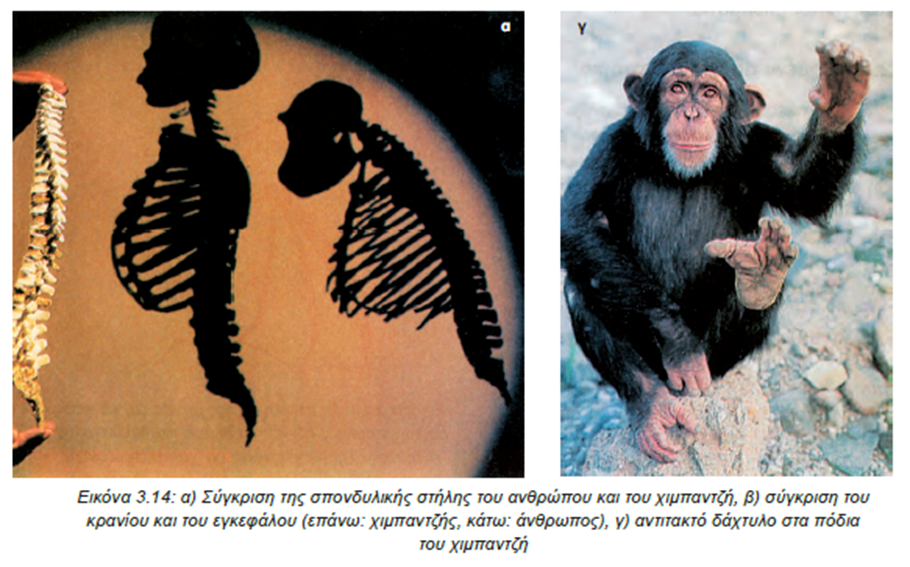 α
γ
Εικόνα 3.14: α) Σύγκριση της σπονδυλικής στήλης του ανθρώπου και του χιμπαντζή, β) σύγκριση του
κρανίου και του εγκεφάλου (επάνω: χιμπαντζής, κάτω: άνθρωπος), γ) αντιτακτό δάχτυλο στα πόδια
του χιμπαντζή